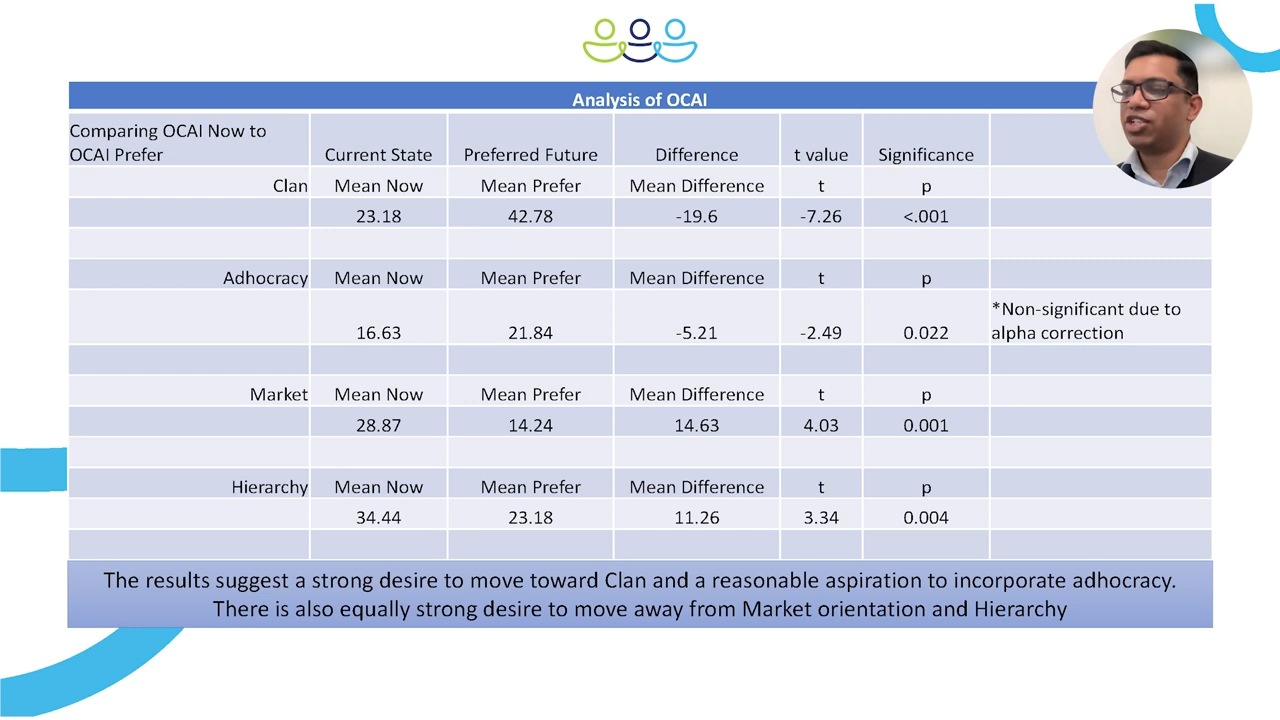 Analysis of OCAI
Comparing OCAI Now to
OCAI Prefer
Current State
Preferred Future
Difference
t value
Significance
Clan
Mean Now
Mean Prefer
Mean Difference
t
p
23.18
42.78
-19.6
-7.26
<.001
Adhocracy
Mean Now
Mean Prefer
Mean Difference
t
p
16.63
21.84
-5.21
-2.49
0.022
*Non-significant due to
alpha correction
Market
Mean Now
Mean Prefer
Mean Difference
t
p
28.87
14.24
14.63
4.03
0.001
Hierarchy
Mean Now
Mean Prefer
Mean Difference
t
p
34.44
23.18
11.26
3.34
0.004
The results suggest a strong desire to move toward Clan and a reasonable aspiration to incorporate adhocracy.
There is also equally strong desire to move away from Market orientation and Hierarchy